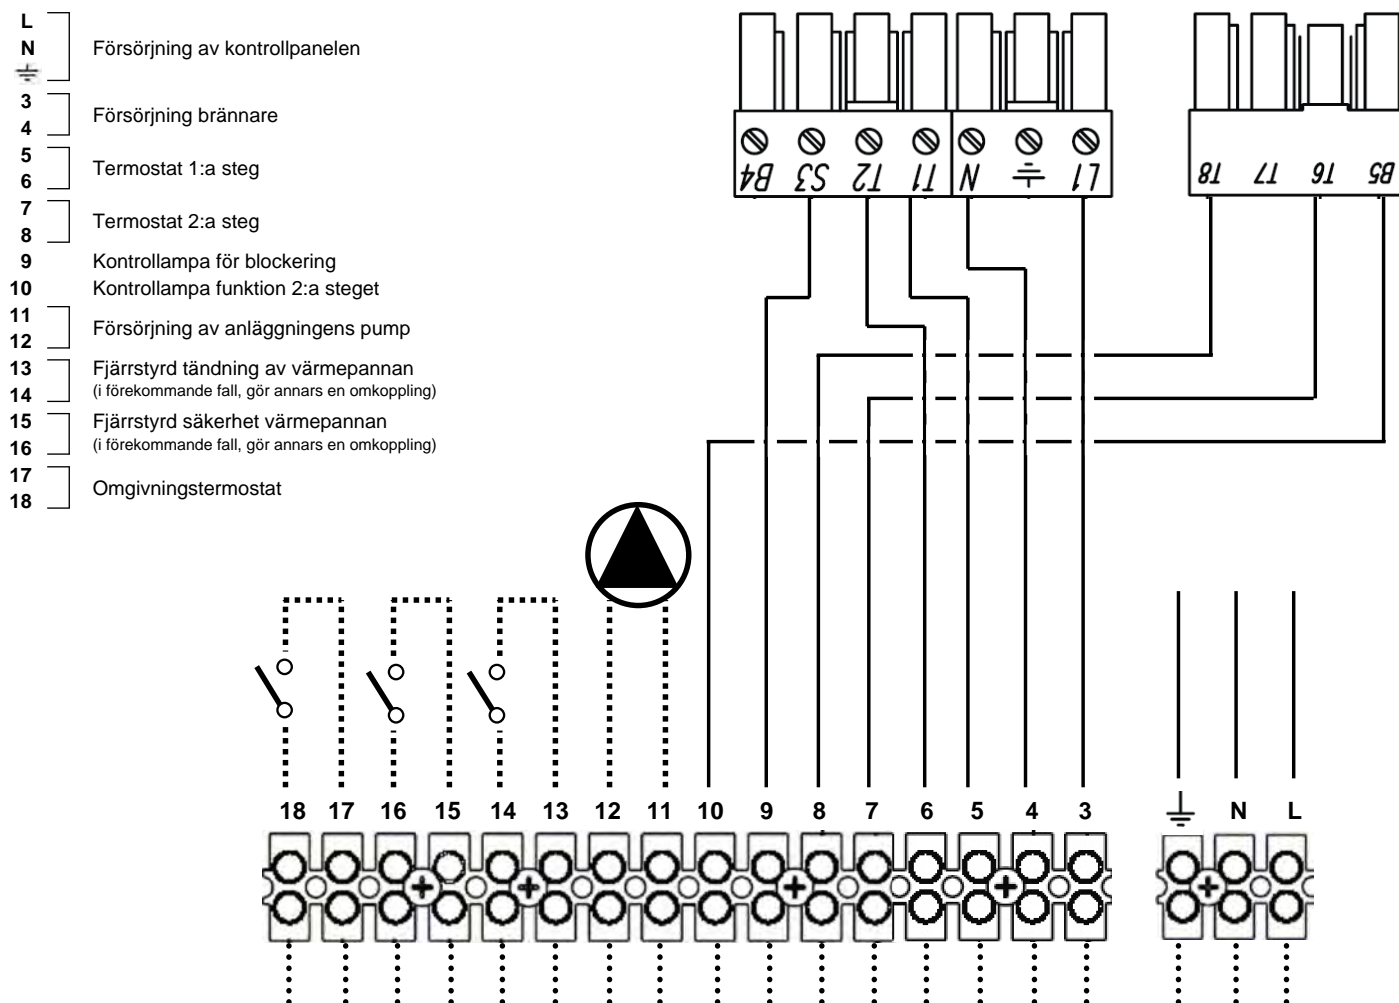 L
N
Försörjning av kontrollpanelen
3
4
Försörjning brännare
5
6
Termostat 1:a steg
7
8
Termostat 2:a steg
9 Kontrollampa för blockering
10 Kontrollampa funktion 2:a steget
11
12
Försörjning av anläggningens pump
13
14
Fjärrstyrd tändning av värmepannan
(i förekommande fall, gör annars en omkoppling)
15
16
Fjärrstyrd säkerhet värmepannan
(i förekommande fall, gör annars en omkoppling)
17
18
Omgivningstermostat
B4 S3 T2 T1 N L1
T8 T7 T6 B5
18 17 16 15 14 13 12 11 10 9 8 7 6 5 4 3
N L